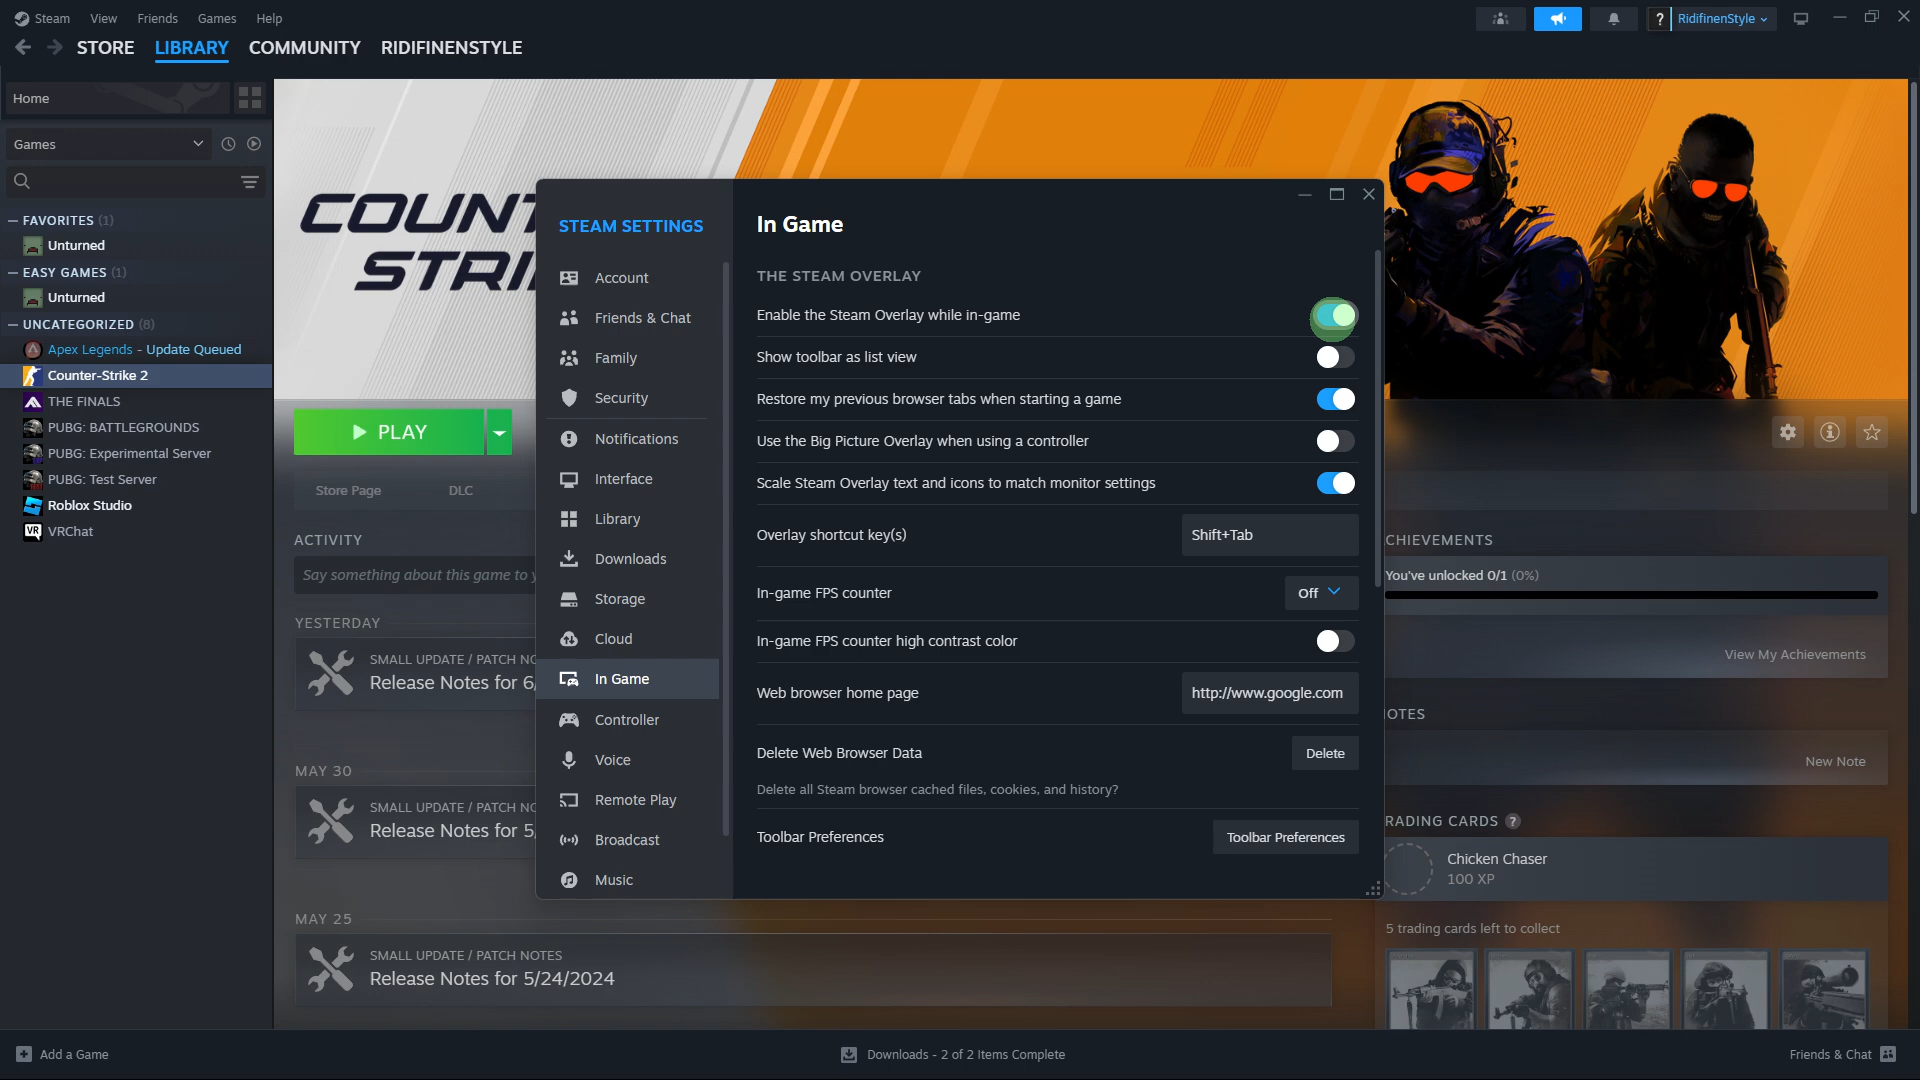 Steam View Friends Games Help
? RidifinenStyle
STORE LIBRARY COMMUNITY RIDIFINENSTYLE
Home
Games
FAVORITES (1)
Unturned
EASY GAMES (1)
Unturned
UNCATEGORIZED (8)
Apex Legends - Update Queued
Counter-Strike 2
THE FINALS
PUBG: BATTLEGROUNDS
PUBG: Experimental Server
PUBG: Test Server
Roblox Studio
VR VRChat
COUNT
STRI
PLAY
Store Page DLC
ACTIVITY
Say something about this game to y
YESTERDAY
SMALL UPDATE / PATCH NO
Release Notes for 6/
MAY 30
SMALL UPDATE / PATCH NO
Release Notes for 5/
MAY 25
SMALL UPDATE / PATCH NOTES
Release Notes for 5/24/2024
STEAM SETTINGS
Account
Friends & Chat
Family
Security
Notifications
Interface
Library
Downloads
Storage
Cloud
In Game
Controller
Voice
Remote Play
Broadcast
Music
In Game
THE STEAM OVERLAY
Enable the Steam Overlay while in-game
Show toolbar as list view
Restore my previous browser tabs when starting a game
Use the Big Picture Overlay when using a controller
Scale Steam Overlay text and icons to match monitor settings
Overlay shortcut key(s) Shift+Tab
In-game FPS counter Off
In-game FPS counter high contrast color
Web browser home page http://www.google.com
Delete Web Browser Data Delete
Delete all Steam browser cached files, cookies, and history?
Toolbar Preferences Toolbar Preferences
CHIEVEMENTS
You've unlocked 0/1 (0%)
View My Achievements
OTES
New Note
RADING CARDS ?
Chicken Chaser
100 XP
5 trading cards left to collect
Add a Game
Downloads - 2 of 2 Items Complete
Friends & Chat